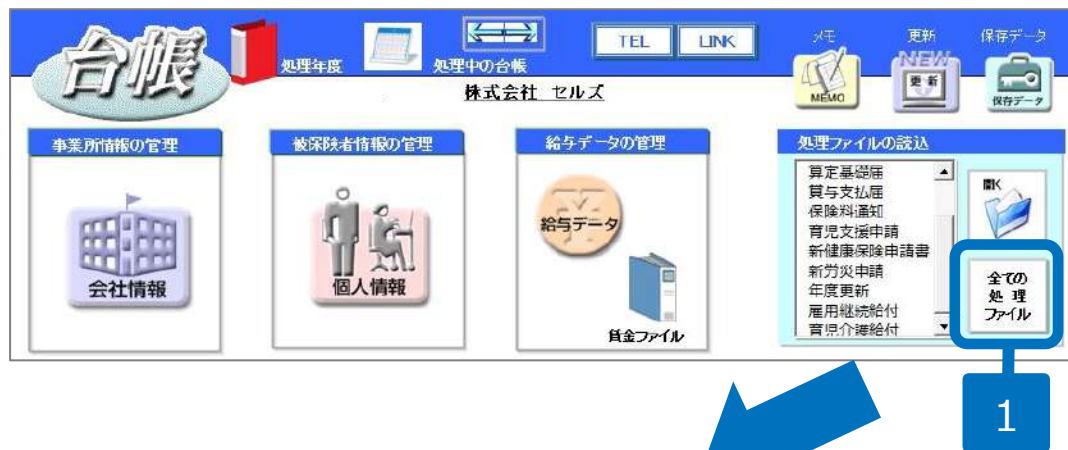 台帳
処理年度
処理中の台帳
TEL
LINK
メモ
更新
保存データ
MEMO
NEW
更新
保存データ
株式会社 セルズ
事業所情報の管理
被保険者情報の管理
給与データの管理
処理ファイルの読込
会社情報
個人情報
給与データ
賃金ファイル
算定基礎届
賞与支払届
保険料通知
育児支援申請
新健康保険申請書
新労災申請
年度更新
雇用継続給付
育児介護給付
開く
全ての
処理
ファイル
1